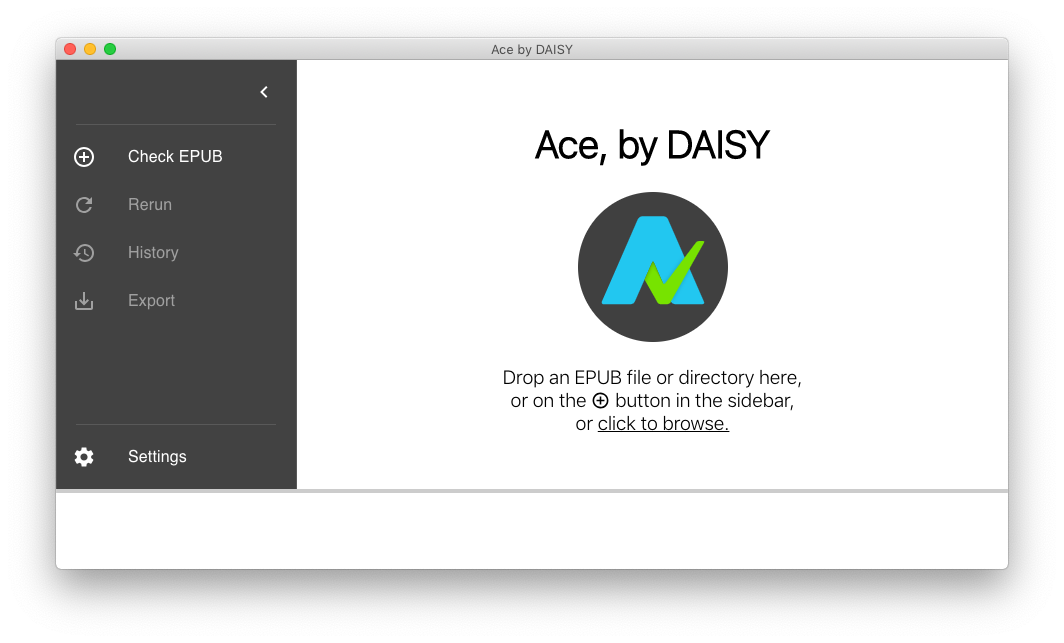 Ace by DAISY
Check EPUB
Rerun
History
Export
Settings
Ace, by DAISY
Drop an EPUB file or directory here,
or on the button in the sidebar,
or click to browse.